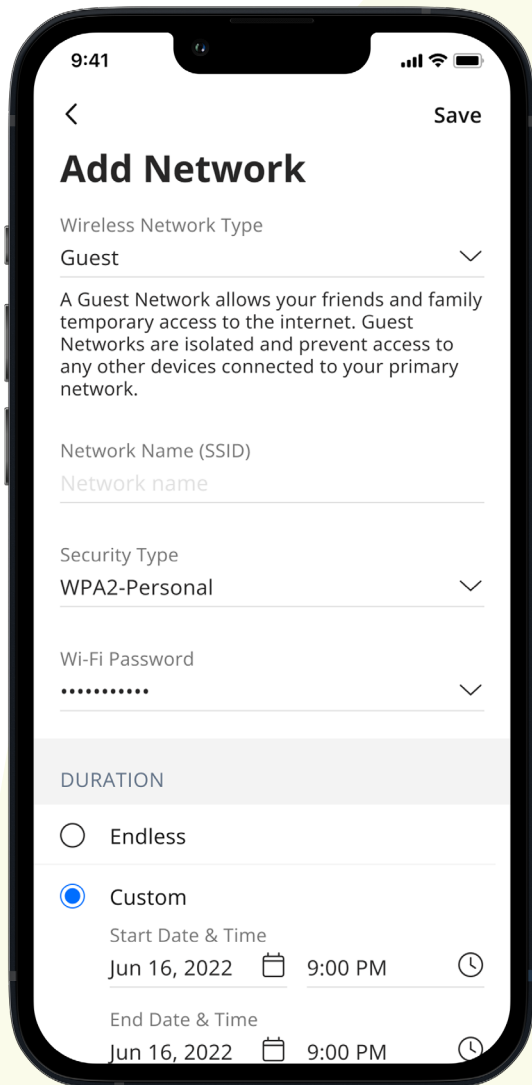 9:41
Save
Add Network
Wireless Network Type
Guest
A Guest Network allows your friends and family
temporary access to the internet. Guest
Networks are isolated and prevent access to
any other devices connected to your primary
network.
Network Name (SSID)
Network name
Security Type
WPA2-Personal
Wi-Fi Password
•••••••••••
DURATION
Endless
Custom
Start Date & Time
Jun 16, 2022 9:00 PM
End Date & Time
Jun 16, 2022 9:00 PM